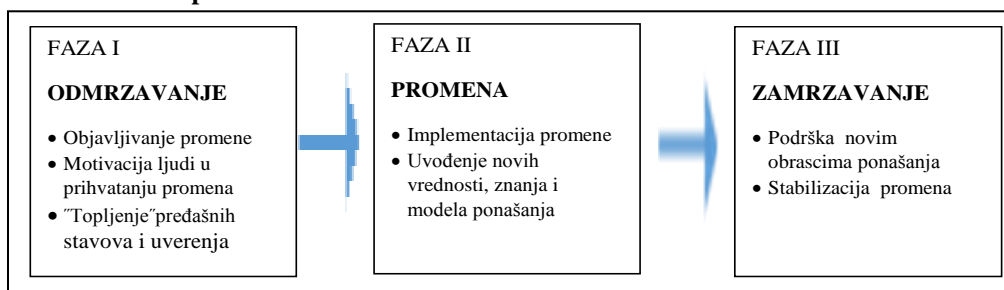 FAZA I
ODMRZAVANJE
• Objavljivanje promene
• Motivacija ljudi u
prihvatanju promena
• ˝Topljenje˝pređašnih
stavova i uverenja
FAZA II
PROMENA
• Implementacija promene
• Uvođenje novih
vrednosti, znanja i
modela ponašanja
FAZA III
ZAMRZAVANJE
• Podrška novim
obrascima ponašanja
• Stabilizacija promena